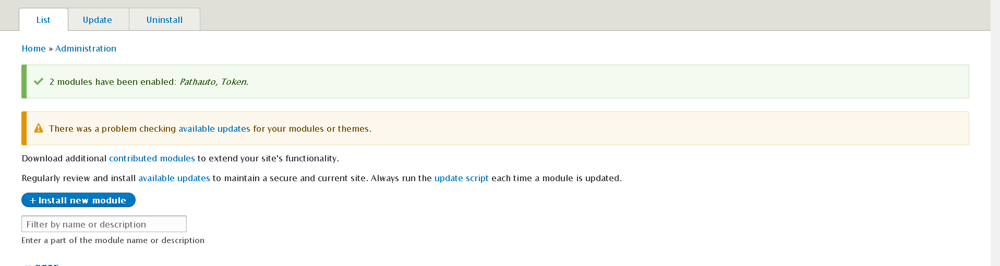 List Update Uninstall
Home » Administration
2 modules have been enabled: Pathauto, Token.
There was a problem checking available updates for your modules or themes.
Download additional contributed modules to extend your site's functionality.
Regularly review and install available updates to maintain a secure and current site. Always run the update script each time a module is updated.
+ Install new module
Filter by name or description
Enter a part of the module name or description